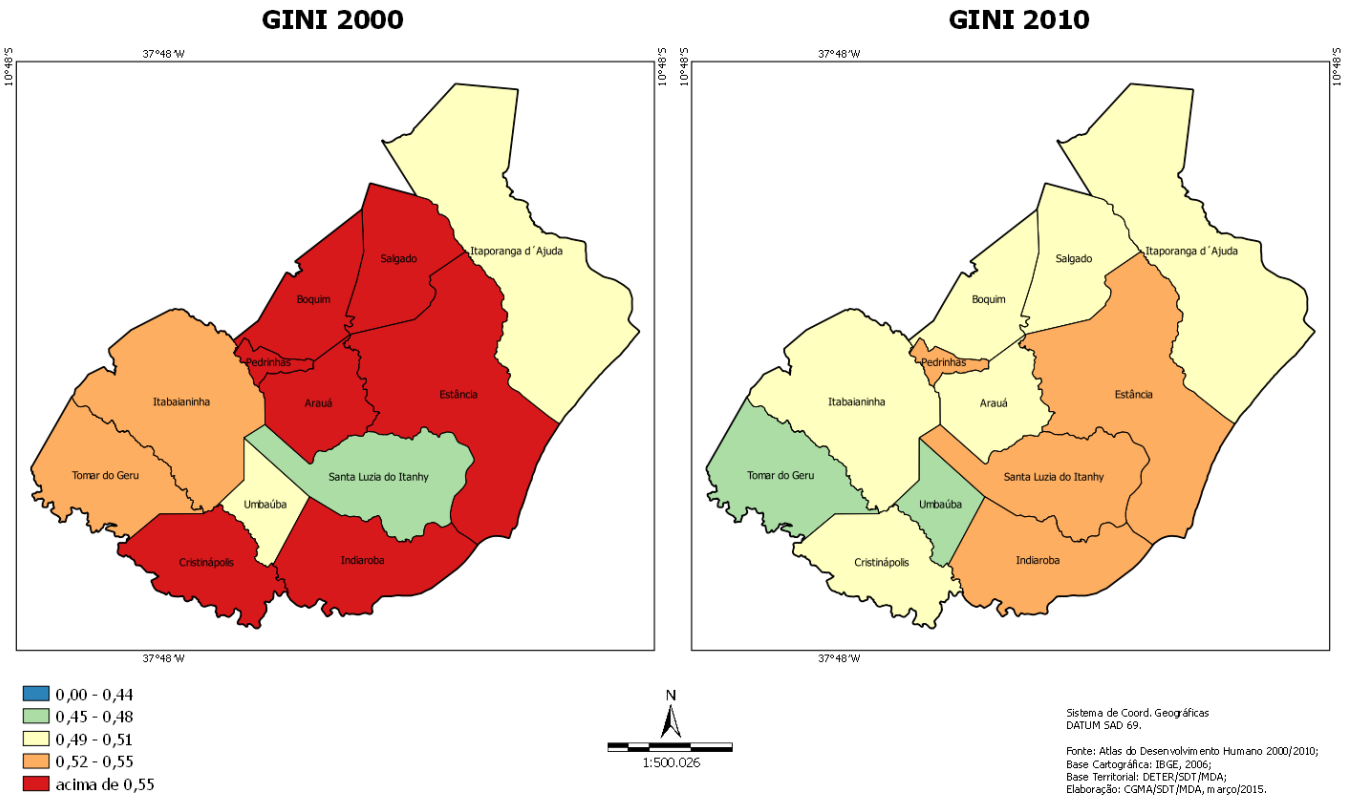 GINI 2000
37°48´W
10°48´S
10°48´S
Itaporanga d´Ajuda
Salgado
Boquim
Pedrinhas
Estância
Itabaianinha
Arauá
Tomar do Geru
Santa Luzia do Itanhy
Umbaúba
Cristinápolis
Indiaroba
37°48´W
GINI 2010
37°48´W
10°48´S
10°48´S
Itaporanga d´Ajuda
Salgado
Boquim
Pedrinhas
Estância
Itabaianinha
Arauá
Tomar do Geru
Santa Luzia do Itanhy
Umbaúba
Cristinápolis
Indiaroba
37°48´W
0,00 - 0,44
0,45 - 0,48
0,49 - 0,51
0,52 - 0,55
acima de 0,55
N
1:500.026
Sistema de Coord. Geográficas
DATUM SAD 69.
Fonte: Atlas do Desenvolvimento Humano 2000/2010;
Base Cartográfica: IBGE, 2006;
Base Territorial: DETER/SDT/MDA;
Elaboração: CGMA/SDT/MDA, março/2015.